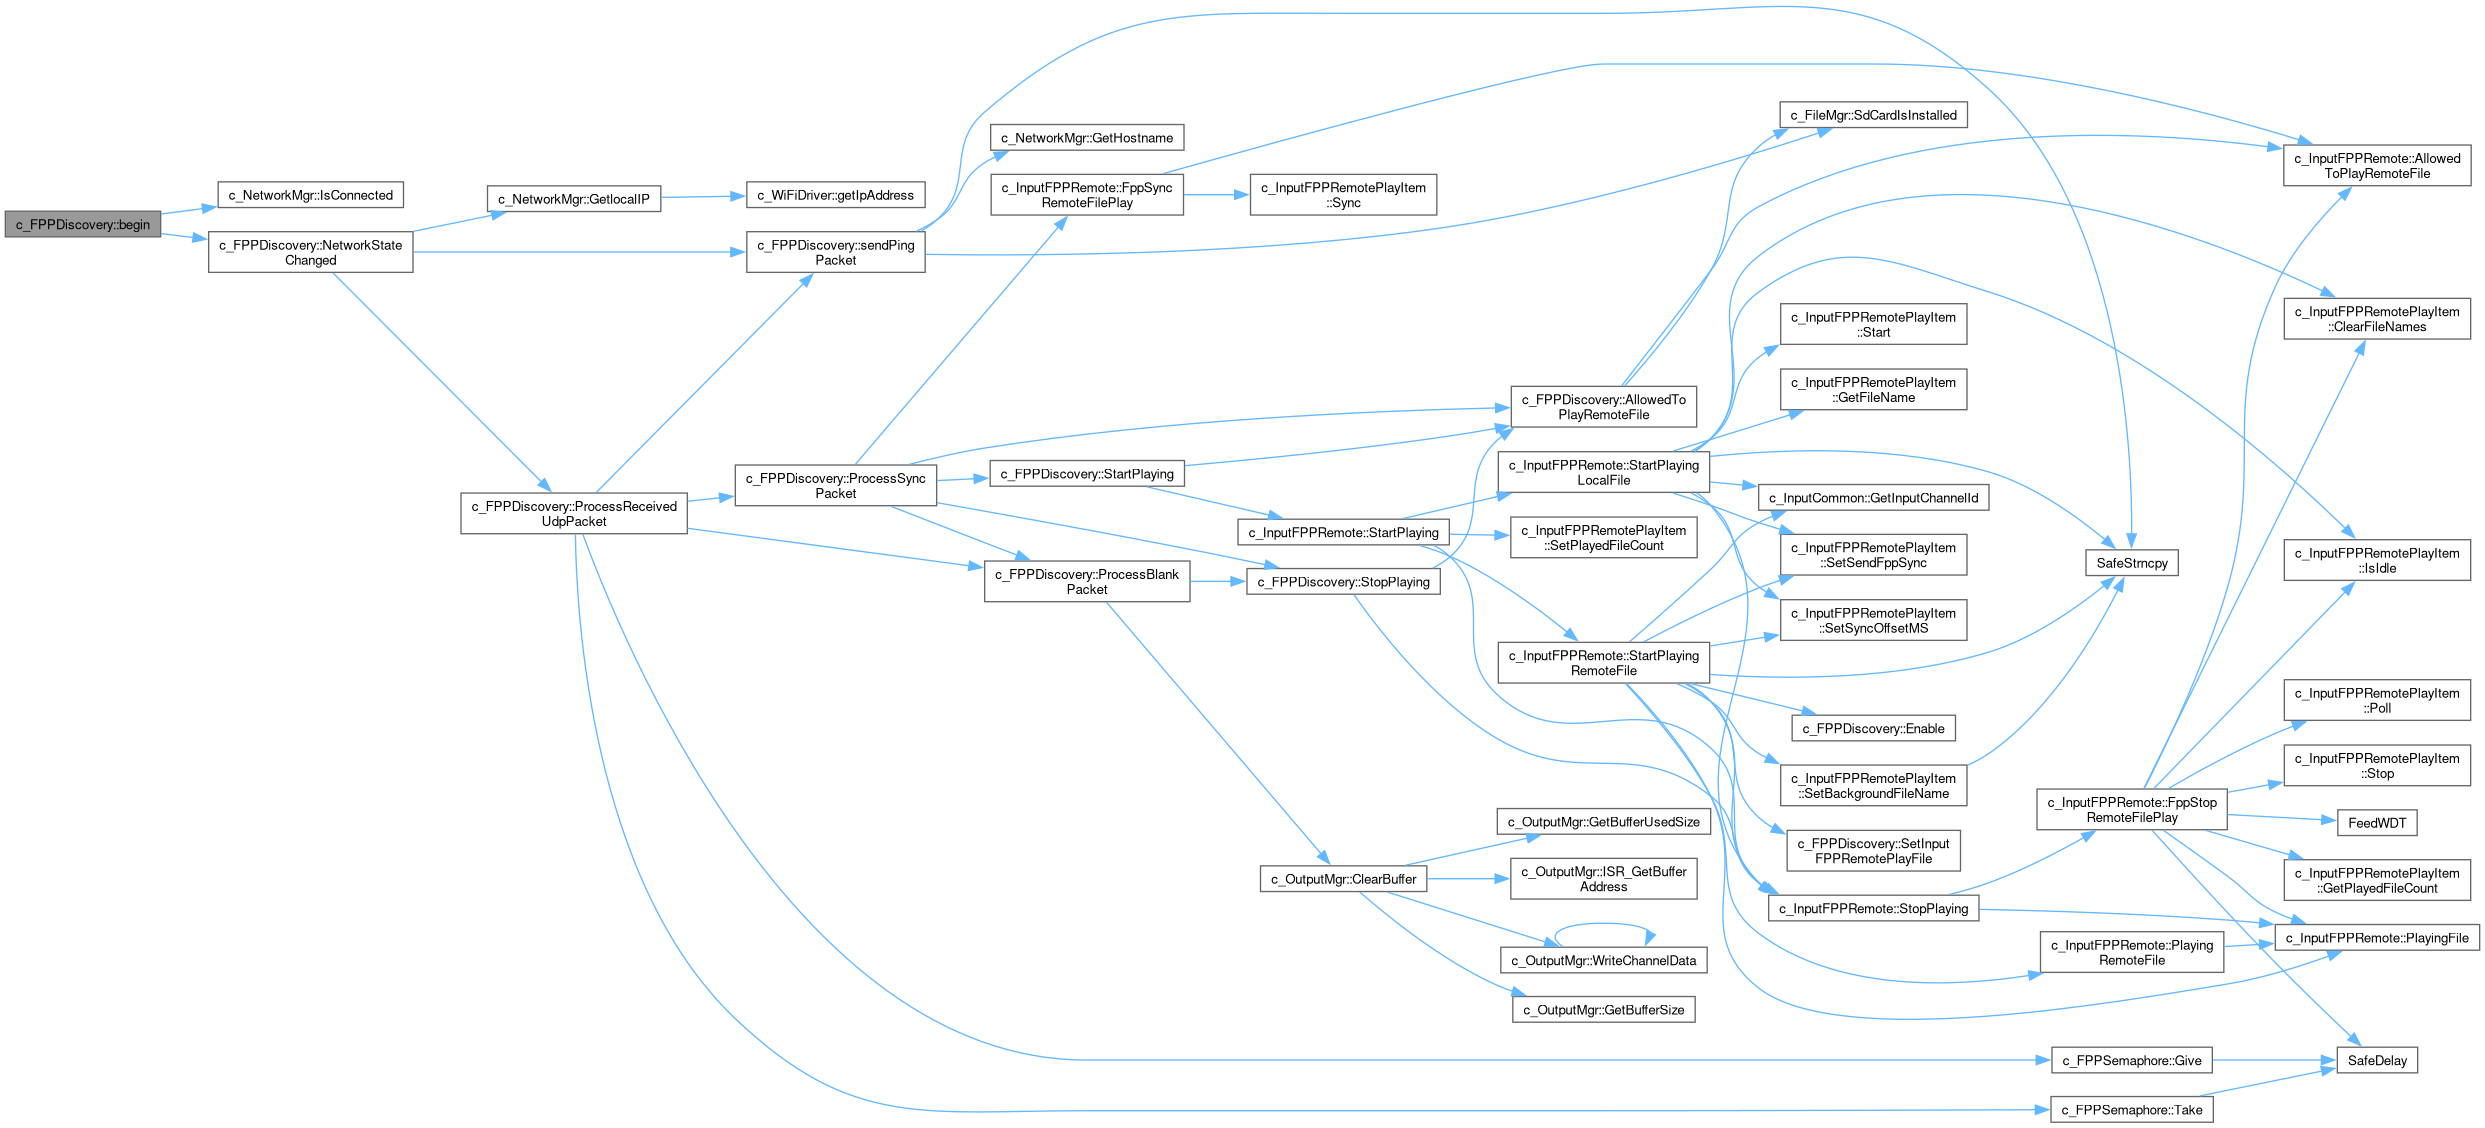 c_FPPDiscovery::begin
c_NetworkMgr::IsConnected
c_FPPDiscovery::NetworkState
Changed
c_NetworkMgr::GetlocalIP
c_WiFiDriver::getIpAddress
c_FPPDiscovery::sendPing
Packet
c_FPPDiscovery::ProcessReceived
UdpPacket
c_FPPDiscovery::ProcessSync
Packet
c_NetworkMgr::GetHostname
c_InputFPPRemote::FppSync
RemoteFilePlay
c_InputFPPRemotePlayItem
::Sync
c_FPPDiscovery::StartPlaying
c_FPPDiscovery::ProcessBlank
Packet
c_InputFPPRemote::StartPlaying
c_FPPDiscovery::StopPlaying
c_OutputMgr::ClearBuffer
c_FPPDiscovery::AllowedTo
PlayRemoteFile
c_InputFPPRemote::StartPlaying
LocalFile
c_InputFPPRemotePlayItem
::SetPlayedFileCount
c_InputFPPRemote::StartPlaying
RemoteFile
c_OutputMgr::GetBufferUsedSize
c_OutputMgr::ISR_GetBuffer
Address
c_OutputMgr::WriteChannelData
c_OutputMgr::GetBufferSize
c_FileMgr::SdCardIsInstalled
c_InputFPPRemotePlayItem
::Start
c_InputFPPRemotePlayItem
::GetFileName
c_InputCommon::GetInputChannelId
c_InputFPPRemotePlayItem
::SetSendFppSync
c_InputFPPRemotePlayItem
::SetSyncOffsetMS
c_FPPDiscovery::Enable
c_InputFPPRemotePlayItem
::SetBackgroundFileName
c_FPPDiscovery::SetInput
FPPRemotePlayFile
c_InputFPPRemote::StopPlaying
SafeStrncpy
c_InputFPPRemote::FppStop
RemoteFilePlay
c_InputFPPRemote::Playing
RemoteFile
c_FPPSemaphore::Give
c_FPPSemaphore::Take
c_InputFPPRemote::Allowed
ToPlayRemoteFile
c_InputFPPRemotePlayItem
::ClearFileNames
c_InputFPPRemotePlayItem
::IsIdle
c_InputFPPRemotePlayItem
::Poll
c_InputFPPRemotePlayItem
::Stop
FeedWDT
c_InputFPPRemotePlayItem
::GetPlayedFileCount
c_InputFPPRemote::PlayingFile
SafeDelay